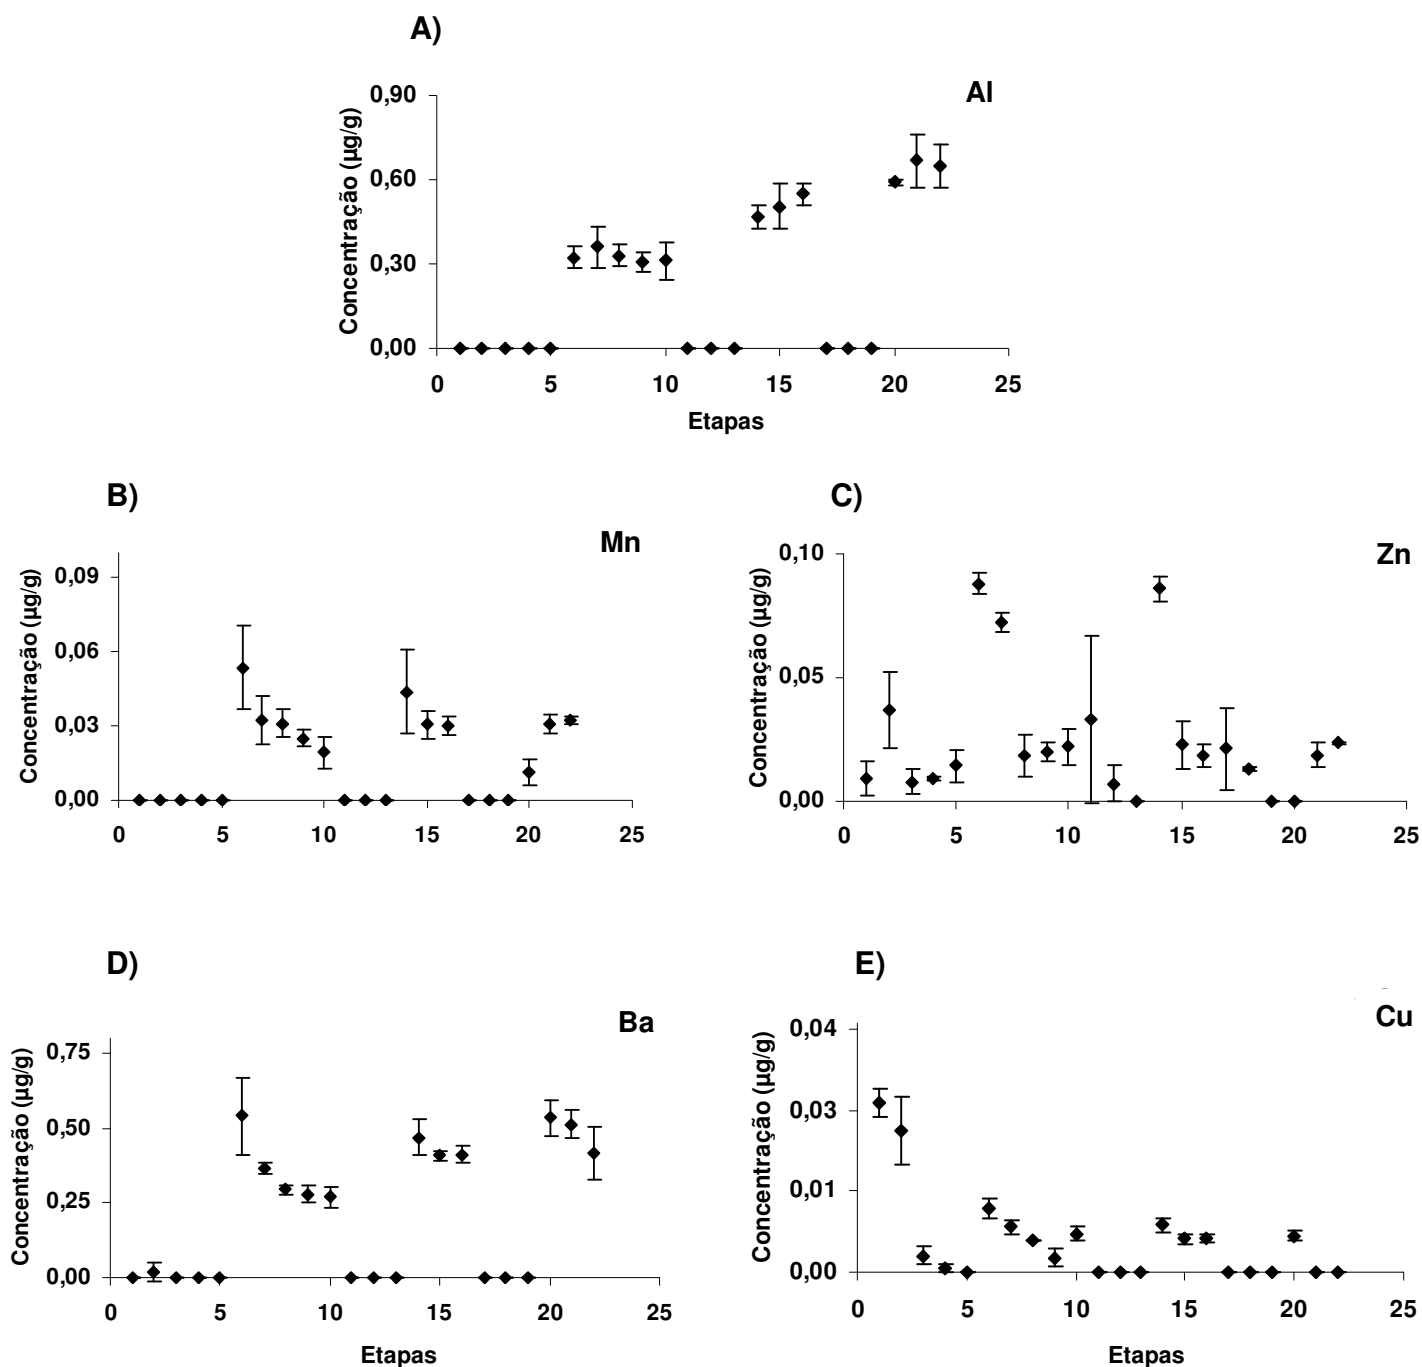 A)
Al
Concentração (µg/g)
0,90
0,60
0,30
0,00
0 5 10 15 20 25
Etapas
B)
Mn
Concentração (µg/g)
0,09
0,06
0,03
0,00
0 5 10 15 20 25
C)
Zn
Concentração (µg/g)
0,10
0,05
0,00
0 5 10 15 20 25
D)
Ba
Concentração (µg/g)
0,75
0,50
0,25
0,00
0 5 10 15 20 25
Etapas
E)
Cu
Concentração (µg/g)
0,04
0,03
0,01
0,00
0 5 10 15 20 25
Etapas